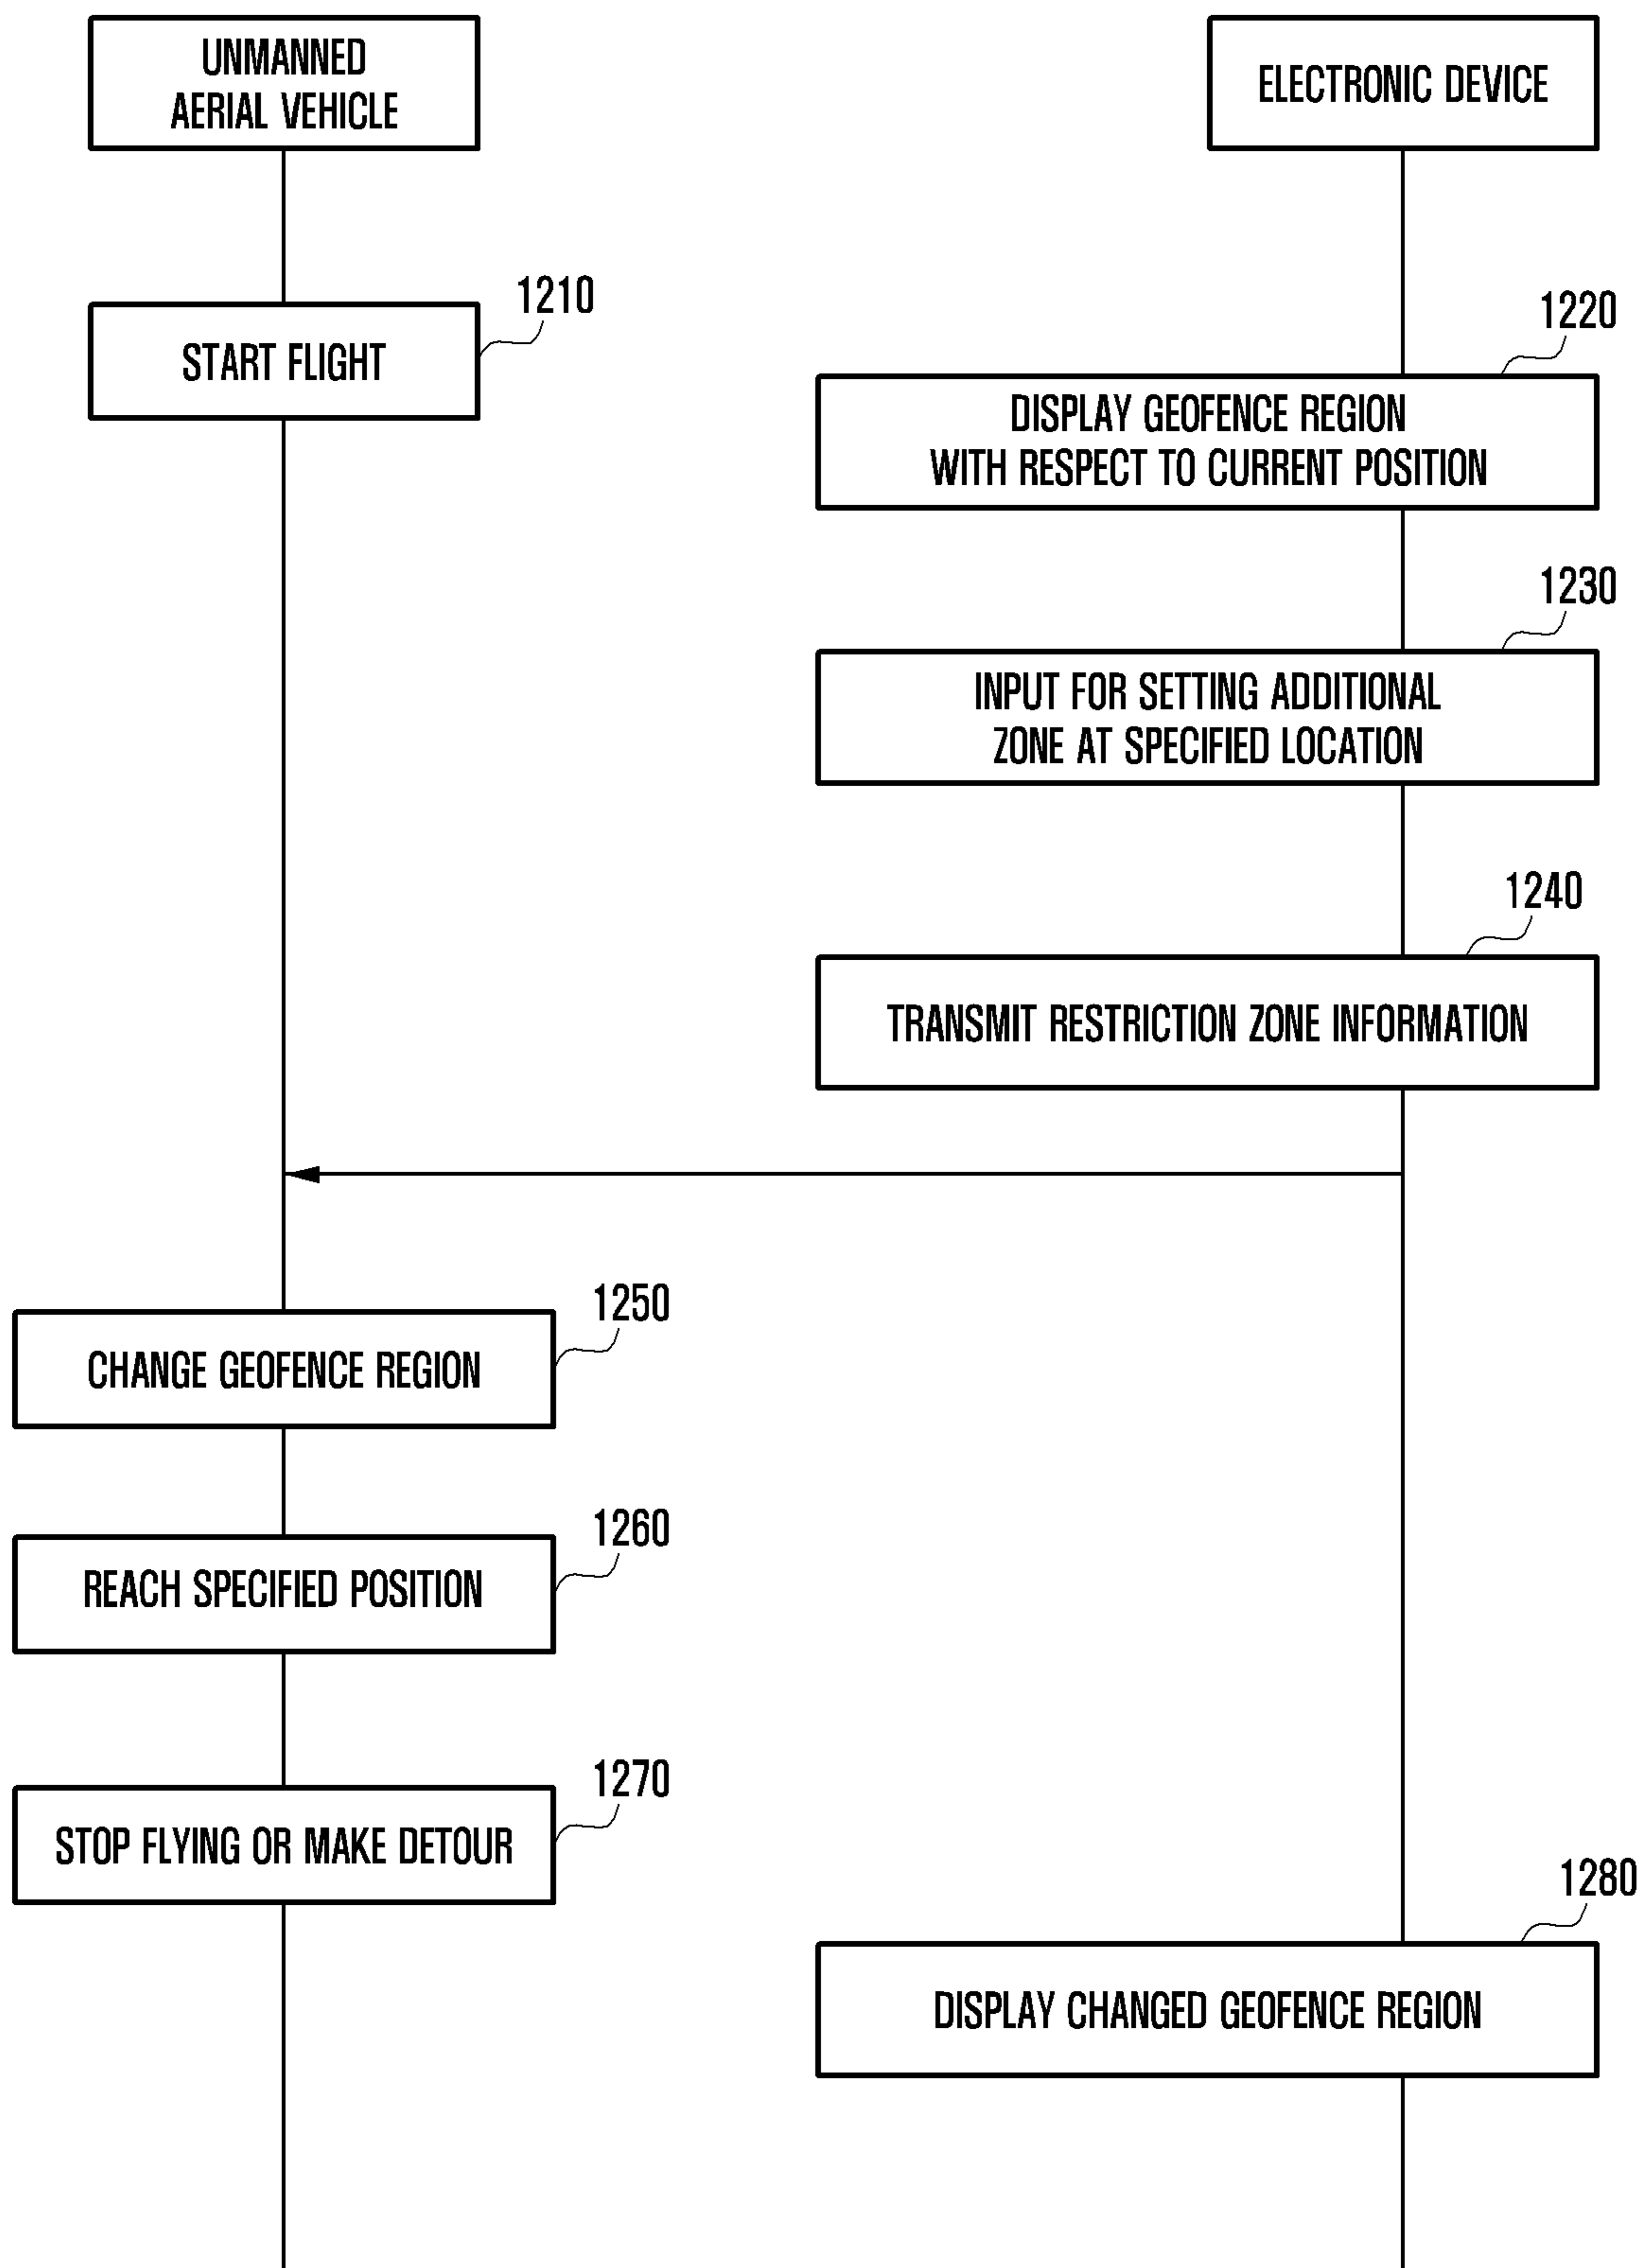 UNMANNED
AERIAL VEHICLE
ELECTRONIC DEVICE
1210
START FLIGHT
1220
DISPLAY GEOFENCE REGION
WITH RESPECT TO CURRENT POSITION
1230
INPUT FOR SETTING ADDITIONAL
ZONE AT SPECIFIED LOCATION
1240
TRANSMIT RESTRICTION ZONE INFORMATION
1250
CHANGE GEOFENCE REGION
1260
REACH SPECIFIED POSITION
1270
STOP FLYING OR MAKE DETOUR
1280
DISPLAY CHANGED GEOFENCE REGION